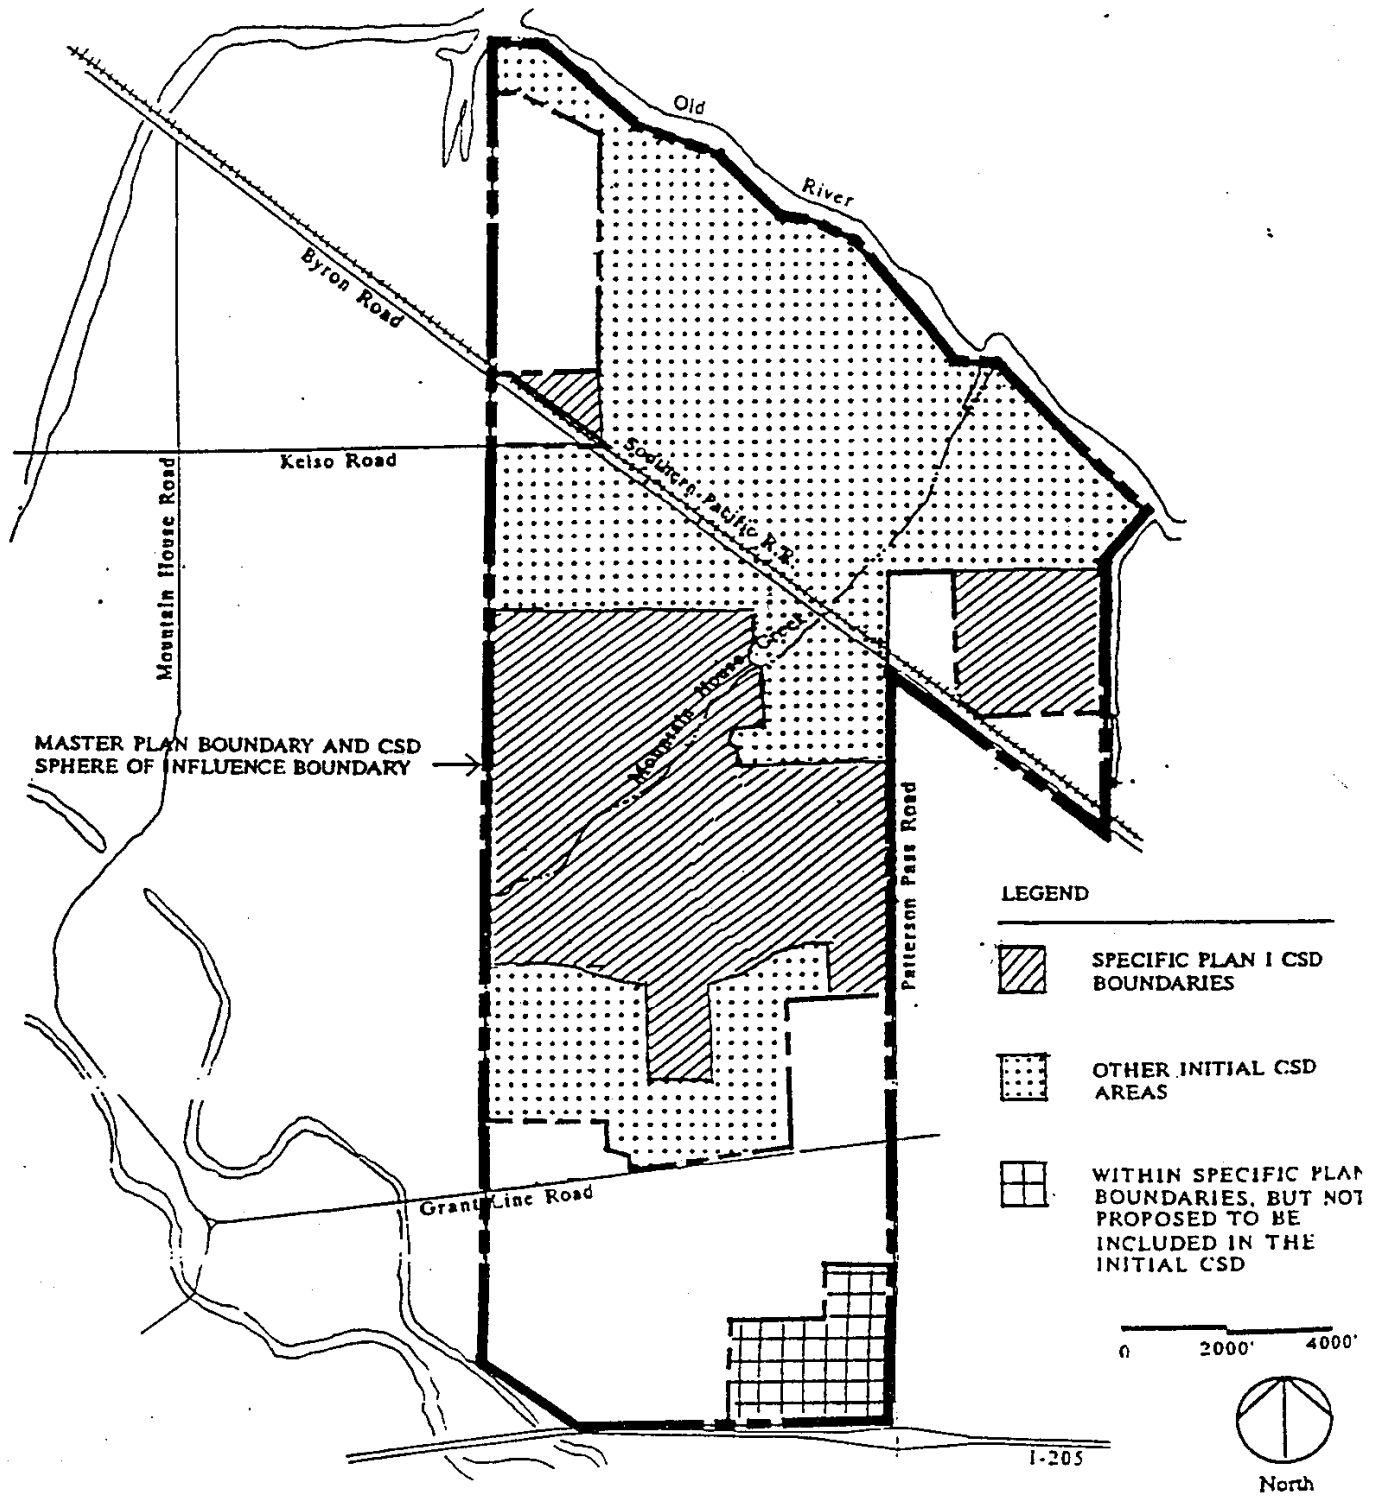 Old
River
Byron Road
Southern Pacific R.R.
Kelso Road
Mountain House Road
Mountain House Creek
MASTER PLAN BOUNDARY AND CSD
SPHERE OF INFLUENCE BOUNDARY
Patterson Pass Road
LEGEND
SPECIFIC PLAN I CSD
BOUNDARIES
OTHER INITIAL CSD
AREAS
WITHIN SPECIFIC PLAN
BOUNDARIES, BUT NOT
PROPOSED TO BE
INCLUDED IN THE
INITIAL CSD
Grant Line Road
0 2000' 4000'
I-205
North